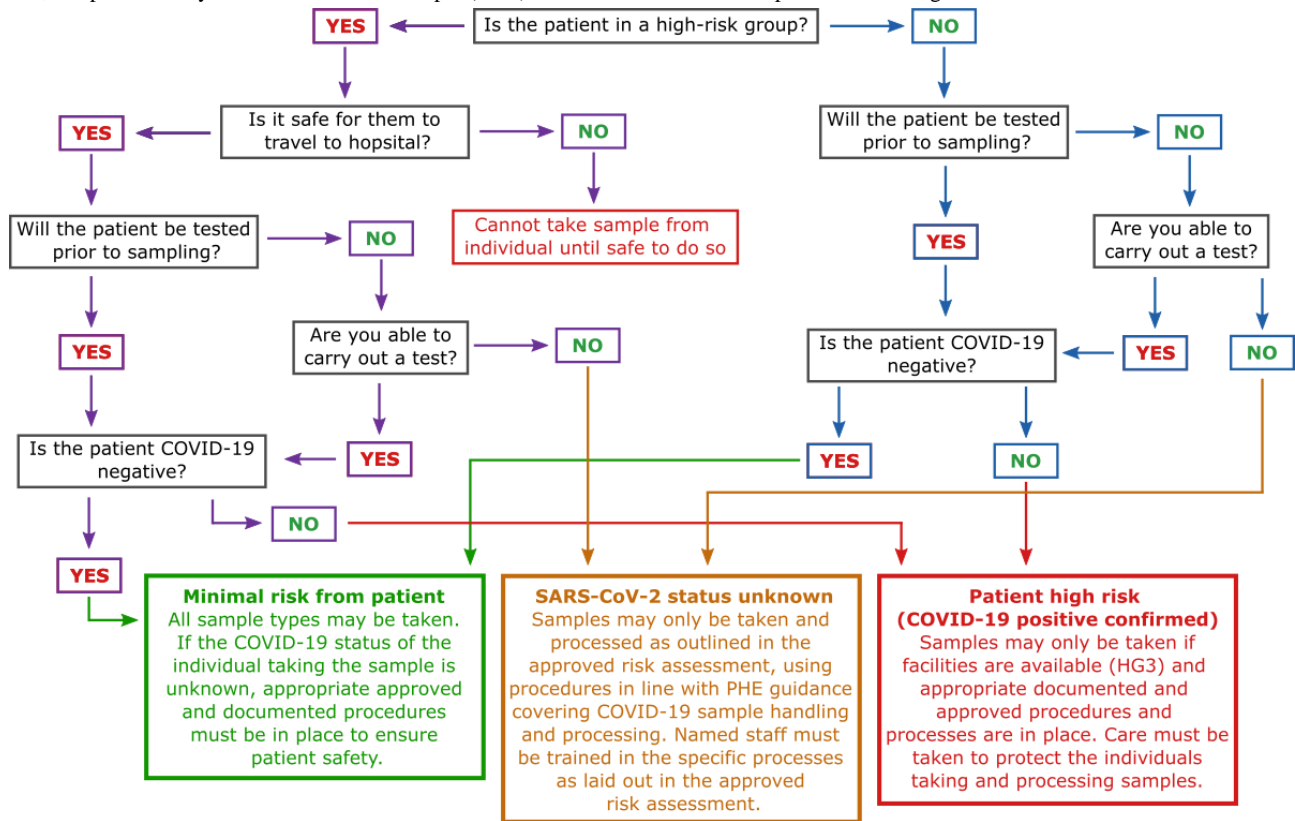 YES
Is the patient in a high-risk group?
NO
YES
Is it safe for them to
travel to hopsital?
NO
Will the patient be tested
prior to sampling?
NO
Will the patient be tested
prior to sampling?
NO
Cannot take sample from
individual until safe to do so
YES
Are you able to
carry out a test?
YES
Are you able to
carry out a test?
NO
Is the patient COVID-19
negative?
YES
NO
Is the patient COVID-19
negative?
YES
YES
NO
NO
YES
Minimal risk from patient
All sample types may be taken.
If the COVID-19 status of the
individual taking the sample is
unknown, appropriate approved
and documented procedures
must be in place to ensure
patient safety.
SARS-CoV-2 status unknown
Samples may only be taken and
processed as outlined in the
approved risk assessment, using
procedures in line with PHE guidance
covering COVID-19 sample handling
and processing. Named staff must
be trained in the specific processes
as laid out in the approved
risk assessment.
Patient high risk
(COVID-19 positive confirmed)
Samples may only be taken if
facilities are available (HG3) and
appropriate documented and
approved procedures and
processes are in place. Care must be
taken to protect the individuals
taking and processing samples.